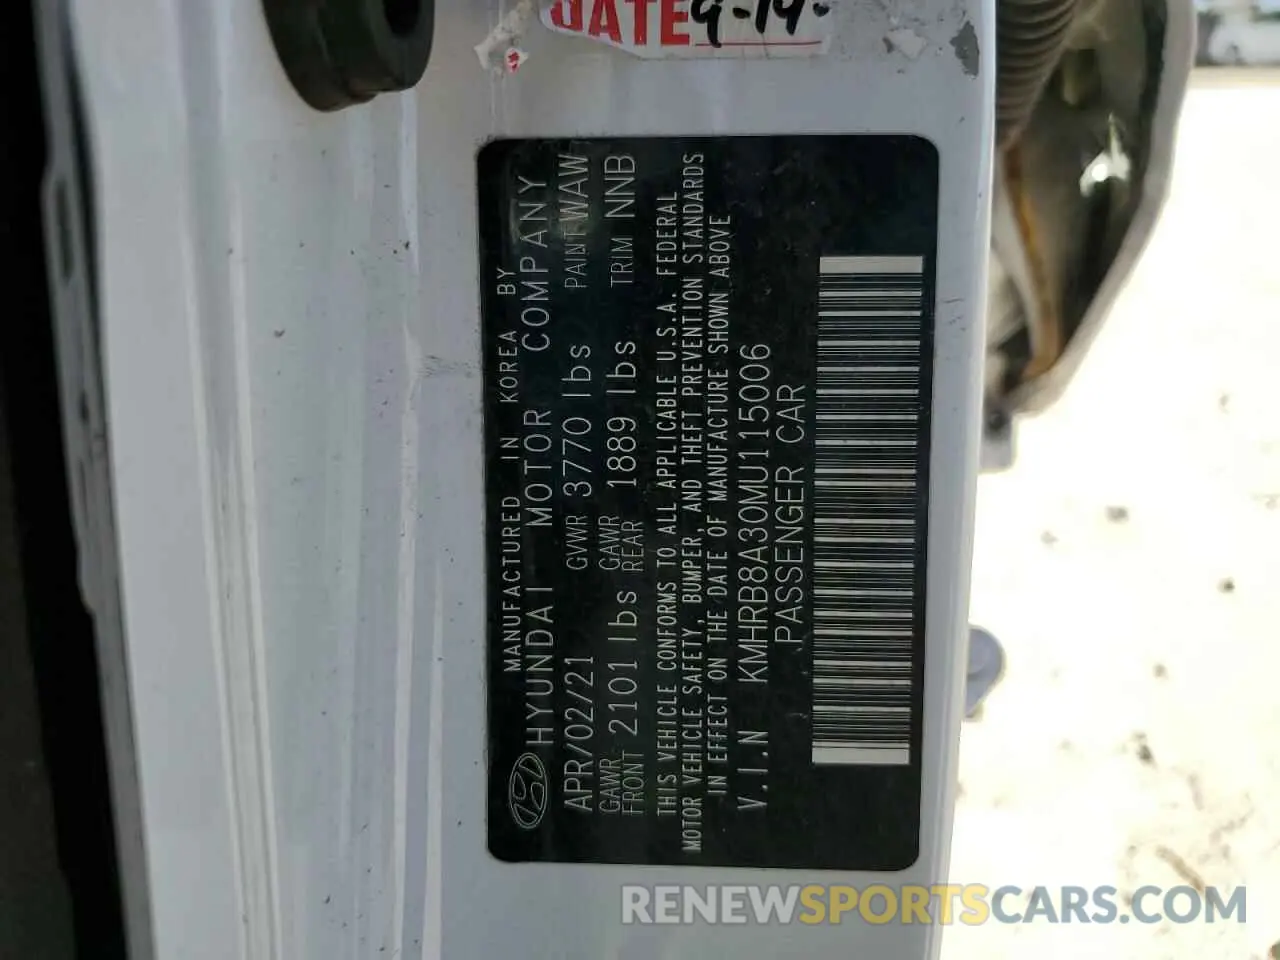 DATE 9-19-
MANUFACTURED IN KOREA BY
HYUNDAI MOTOR COMPANY
APR/02/21 GVWR 3770 lbs PAINT WAW
GAWR FRONT 2101 lbs GAWR REAR 1889 lbs TRIM NNB
THIS VEHICLE CONFORMS TO ALL APPLICABLE U.S.A. FEDERAL
MOTOR VEHICLE SAFETY, BUMPER, AND THEFT PREVENTION STANDARDS
IN EFFECT ON THE DATE OF MANUFACTURE SHOWN ABOVE
V.I.N KMHRB8A30MU115006
PASSENGER CAR
RENEWSPORTSCARS.COM